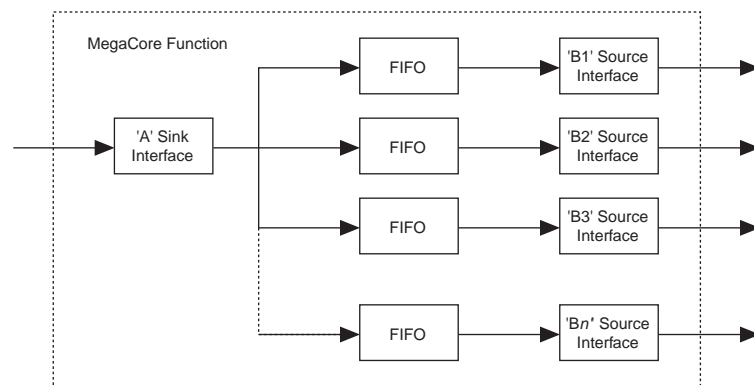 MegaCore Function
FIFO
'B1' Source
Interface
'A' Sink
Interface
FIFO
'B2' Source
Interface
FIFO
'B3' Source
Interface
FIFO
'Bn' Source
Interface